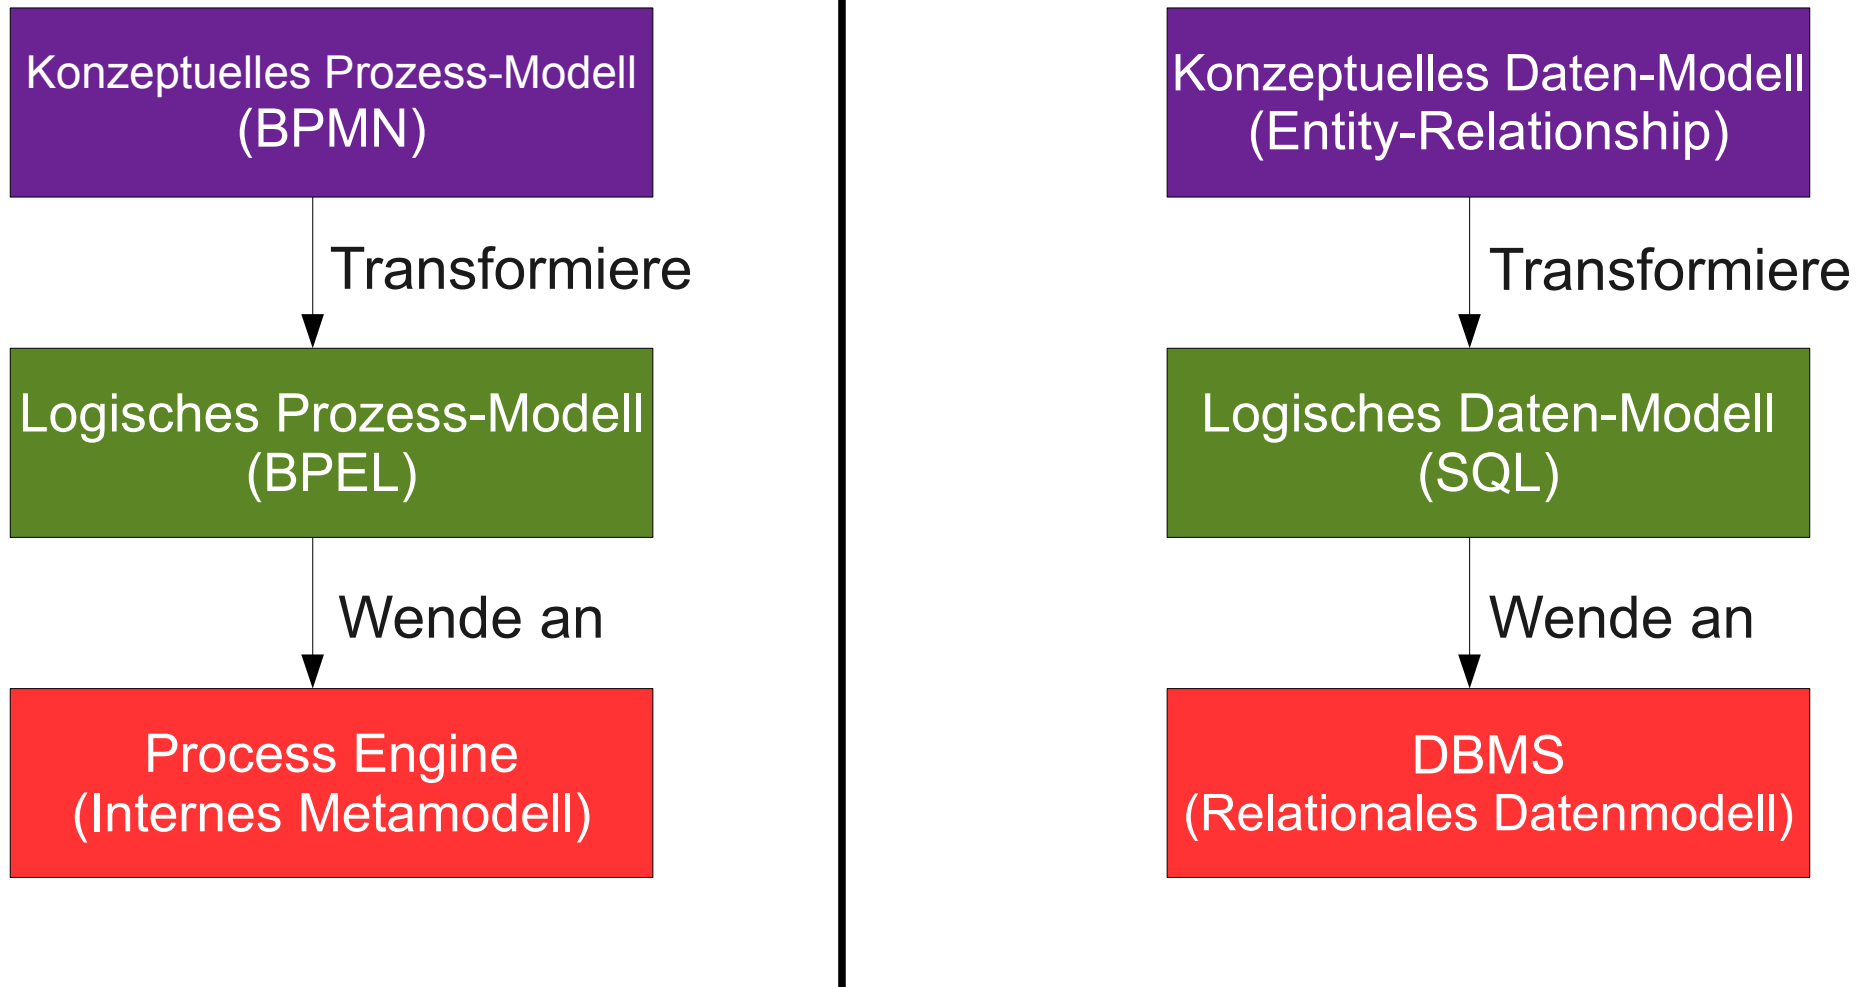 Konzeptuelles Prozess-Modell
(BPMN)
Transformiere
Logisches Prozess-Modell
(BPEL)
Wende an
Process Engine
(Internes Metamodell)
Konzeptuelles Daten-Modell
(Entity-Relationship)
Transformiere
Logisches Daten-Modell
(SQL)
Wende an
DBMS
(Relationales Datenmodell)